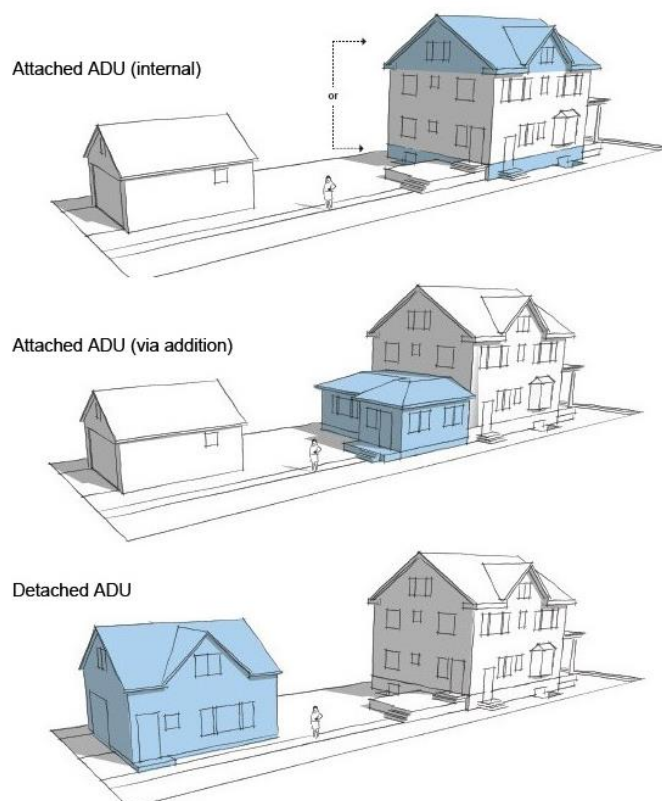 Attached ADU (internal)
or
Attached ADU (via addition)
Detached ADU